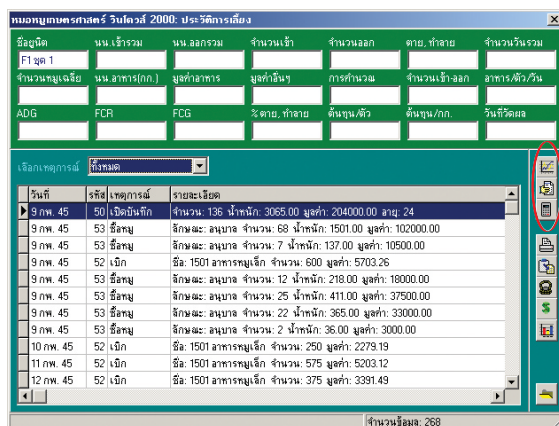 หมอหมูเกษตรศาสตร์ วินโดวส์ 2000: ประวัติการเลี้ยง
ชื่อยูนิต นน.เข้ารวม นน.ออกรวม จำนวนเข้า จำนวนออก ตาย, ทำลาย จำนวนวันรวม
F1 ชุด 1
จำนวนหมูเฉลี่ย นน.อาหาร(กก.) มูลค่าอาหาร มูลค่าอื่นๆ การคำนวณ จำนวนเข้า-ออก อาหาร/ตัว/วัน
ADG FCR FCG %ตาย, ทำลาย ต้นทุน/ตัว ต้นทุน/กก. วันที่วัดผล
เลือกเหตุการณ์ ทั้งหมด
วันที่ รหัส เหตุการณ์ รายละเอียด
9 กพ. 45 50 เปิดบันทึก จำนวน: 136 น้ำหนัก: 3065.00 มูลค่า: 204000.00 อายุ: 24
9 กพ. 45 53 ซื้อหมู ลักษณะ: อนุบาล จำนวน: 68 น้ำหนัก: 1501.00 มูลค่า: 102000.00
9 กพ. 45 53 ซื้อหมู ลักษณะ: อนุบาล จำนวน: 7 น้ำหนัก: 137.00 มูลค่า: 10500.00
9 กพ. 45 52 เบิก ชื่อ: 1501 อาหารหมูเล็ก จำนวน: 600 มูลค่า: 5703.26
9 กพ. 45 53 ซื้อหมู ลักษณะ: อนุบาล จำนวน: 12 น้ำหนัก: 218.00 มูลค่า: 18000.00
9 กพ. 45 53 ซื้อหมู ลักษณะ: อนุบาล จำนวน: 25 น้ำหนัก: 411.00 มูลค่า: 37500.00
9 กพ. 45 53 ซื้อหมู ลักษณะ: อนุบาล จำนวน: 22 น้ำหนัก: 365.00 มูลค่า: 33000.00
9 กพ. 45 53 ซื้อหมู ลักษณะ: อนุบาล จำนวน: 2 น้ำหนัก: 36.00 มูลค่า: 3000.00
10 กพ. 45 52 เบิก ชื่อ: 1501 อาหารหมูเล็ก จำนวน: 250 มูลค่า: 2279.19
11 กพ. 45 52 เบิก ชื่อ: 1501 อาหารหมูเล็ก จำนวน: 575 มูลค่า: 5203.12
12 กพ. 45 52 เบิก ชื่อ: 1501 อาหารหมูเล็ก จำนวน: 375 มูลค่า: 3391.49
จำนวนข้อมูล: 268